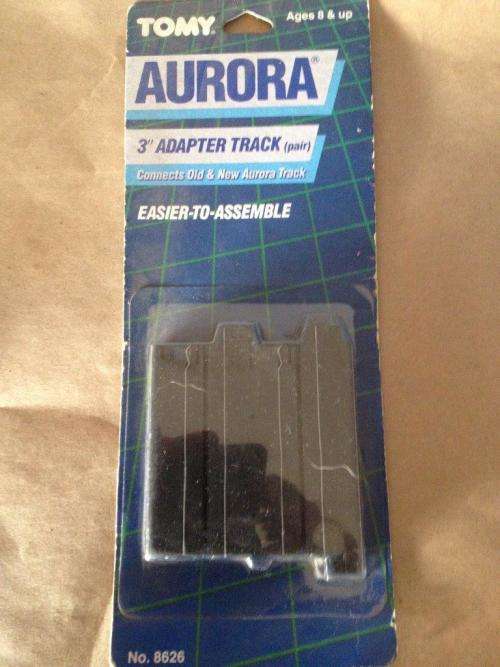 TOMY®
Ages 8 & up
AURORA®
3" ADAPTER TRACK (pair)
Connects Old & New Aurora Track
EASIER-TO-ASSEMBLE
No. 8626